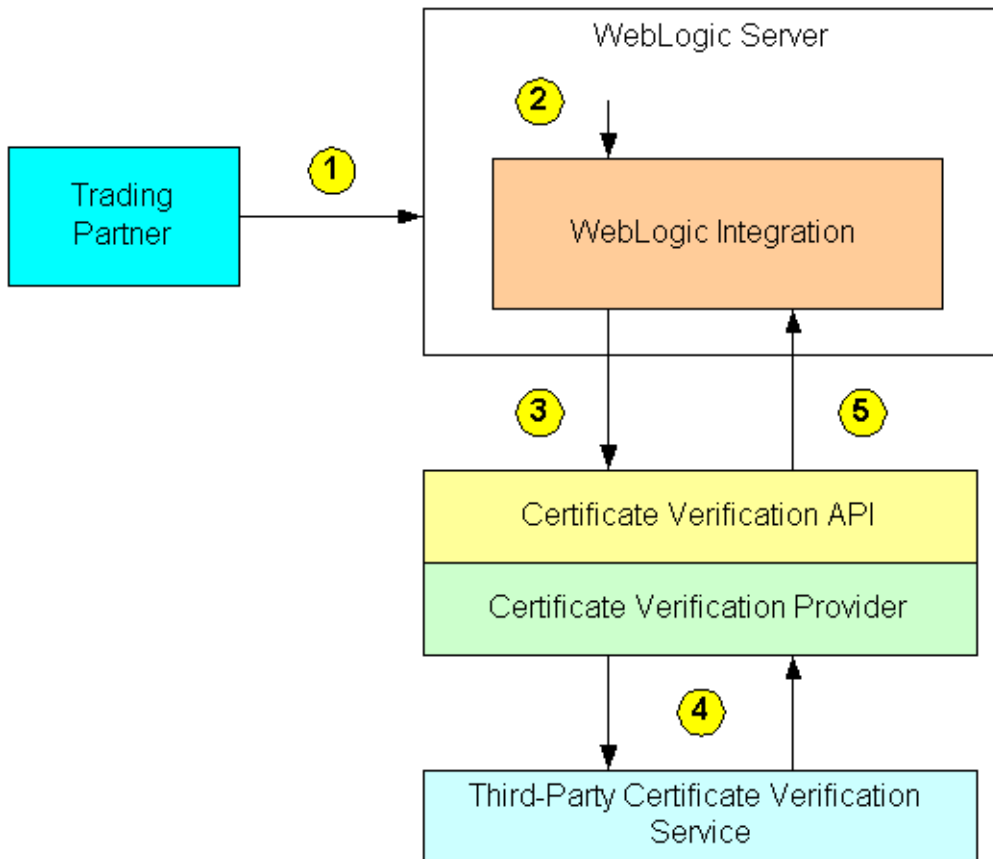 WebLogic Server
2
1
Trading
Partner
WebLogic Integration
3
5
Certificate Verification API
Certificate Verification Provider
4
Third-Party Certificate Verification
Service